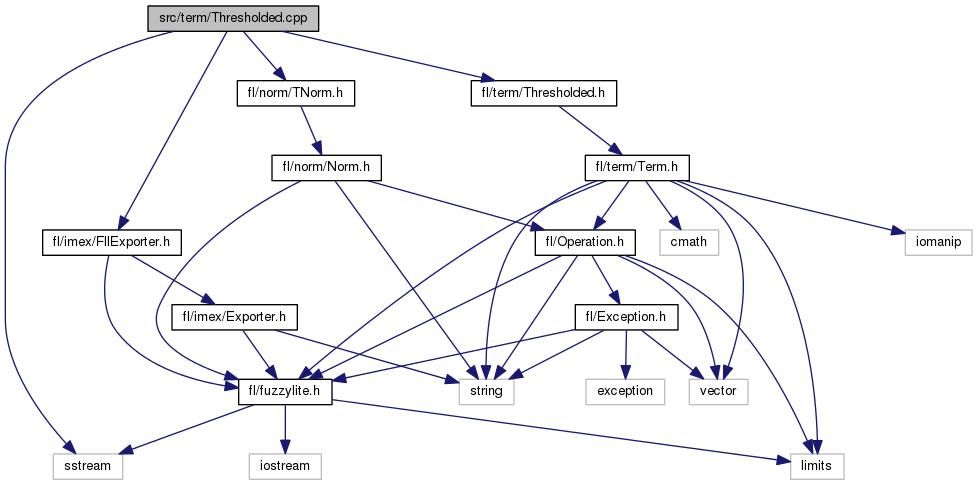 src/term/Thresholded.cpp
fl/norm/TNorm.h
fl/term/Thresholded.h
fl/norm/Norm.h
fl/term/Term.h
fl/imex/FllExporter.h
fl/Operation.h
cmath
iomanip
fl/imex/Exporter.h
fl/Exception.h
fl/fuzzylite.h
string
exception
vector
sstream
iostream
limits